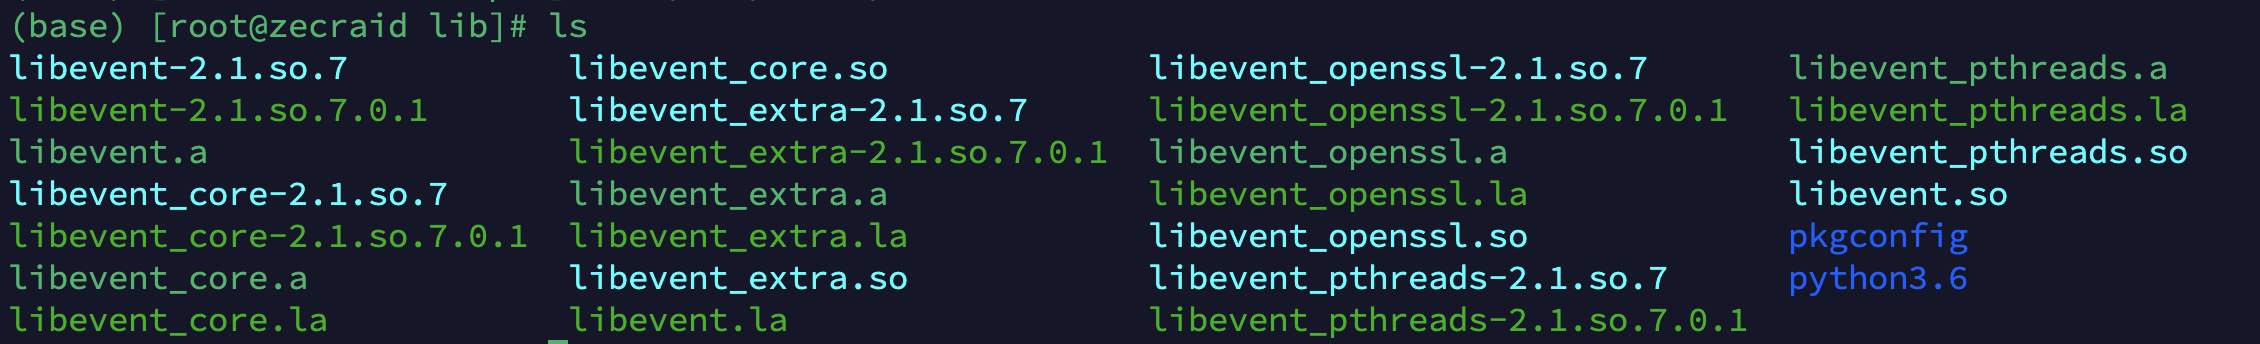 (base) [root@zecraid lib]# ls
libevent-2.1.so.7 libevent_core.so libevent_openssl-2.1.so.7 libevent_pthreads.a
libevent-2.1.so.7.0.1 libevent_extra-2.1.so.7 libevent_openssl-2.1.so.7.0.1 libevent_pthreads.la
libevent.a libevent_extra-2.1.so.7.0.1 libevent_openssl.a libevent_pthreads.so
libevent_core-2.1.so.7 libevent_extra.a libevent_openssl.la libevent.so
libevent_core-2.1.so.7.0.1 libevent_extra.la libevent_openssl.so pkgconfig
libevent_core.a libevent_extra.so libevent_pthreads-2.1.so.7 python3.6
libevent_core.la libevent.la libevent_pthreads-2.1.so.7.0.1